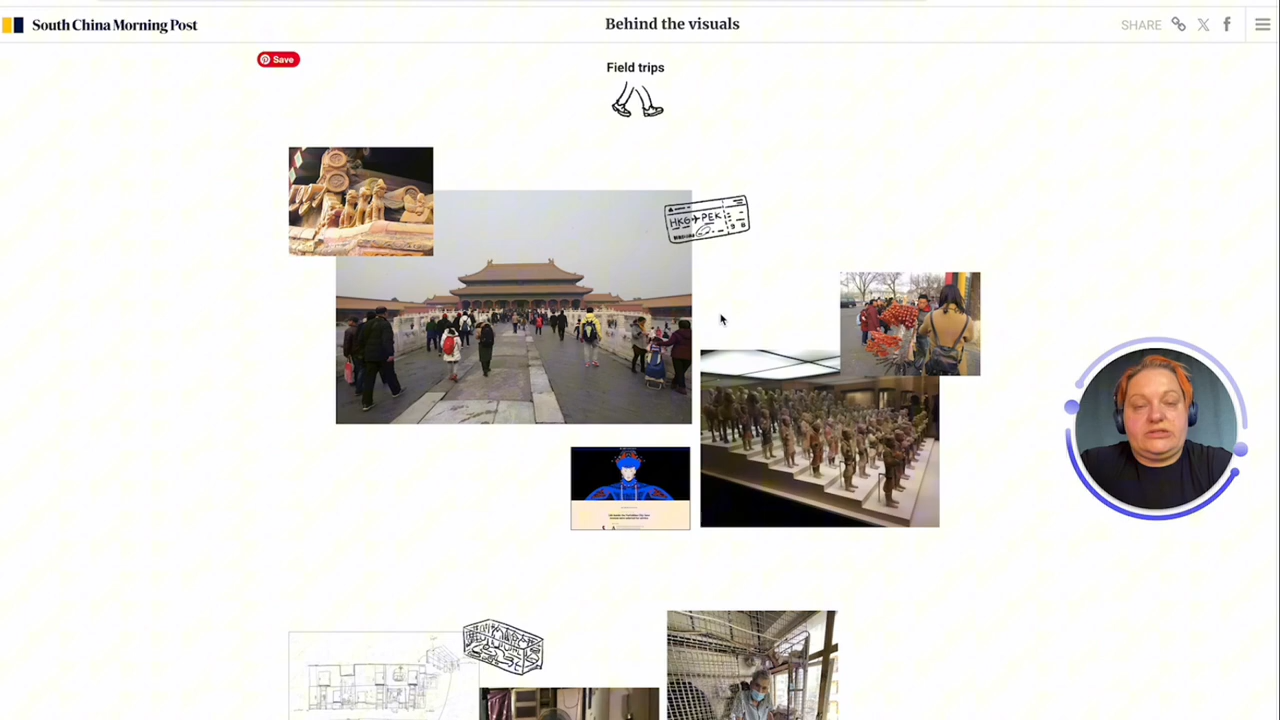 South China Morning Post
Behind the visuals
SHARE
Save
Field trips
HKG PEK